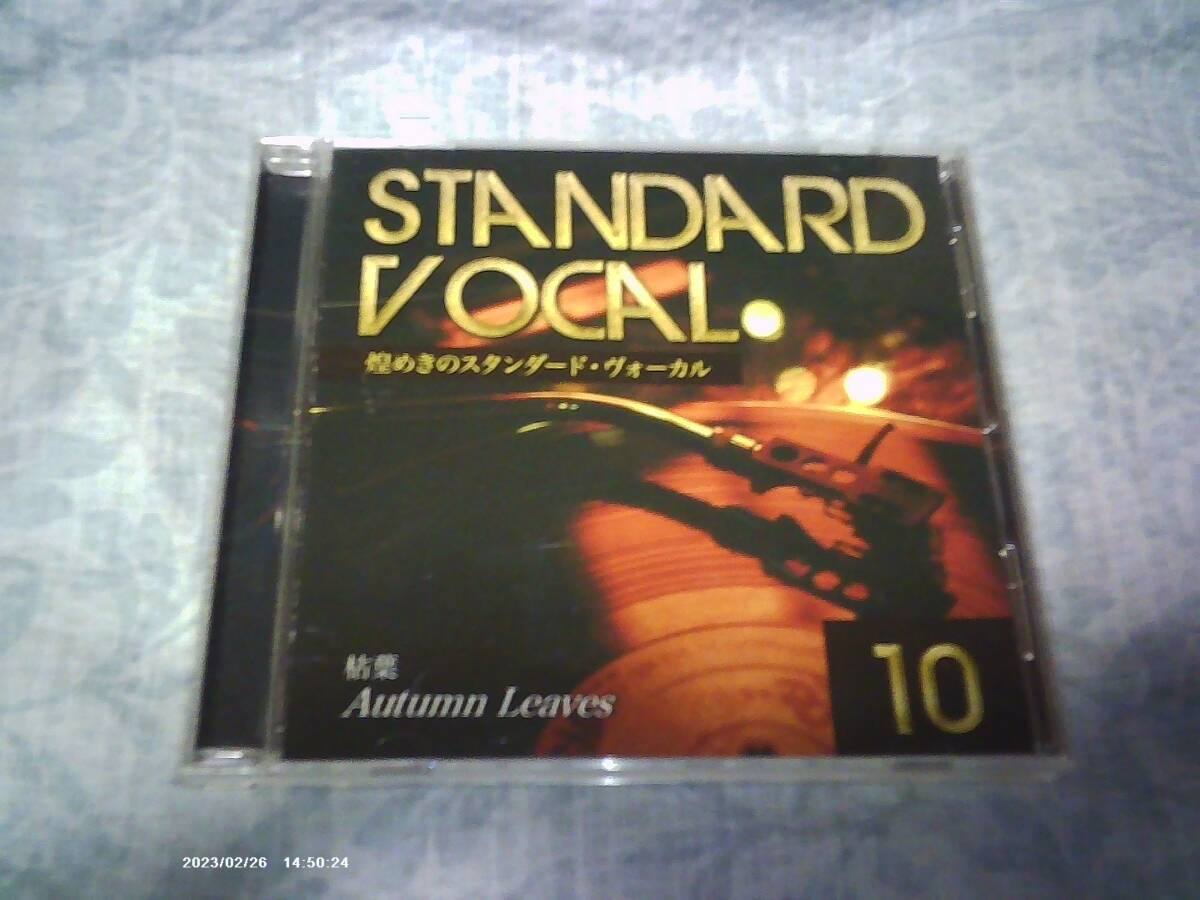 STANDARD
VOCAL
煌めきのスタンダード・ヴォーカル
枯葉
Autumn Leaves
10
2023/02/26 14:50:24